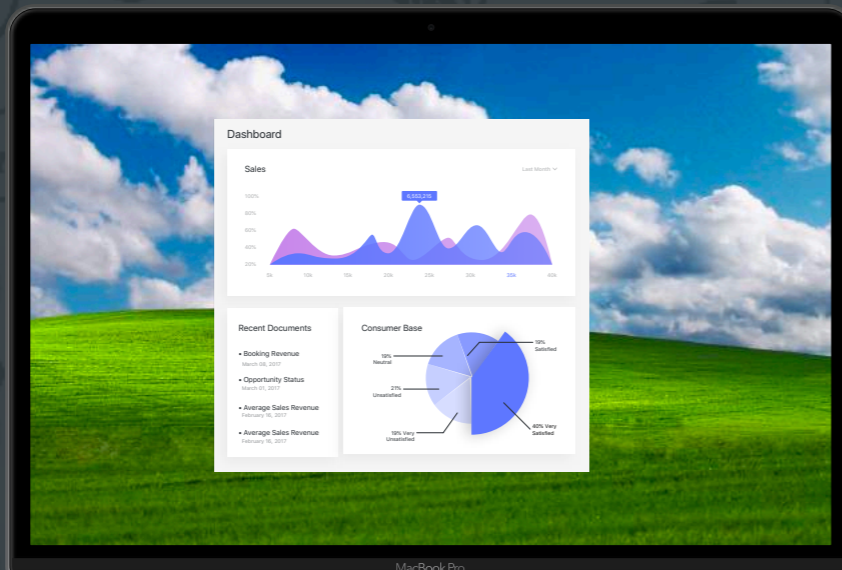 Dashboard
Sales
Last Month
6,553,215
100%
80%
60%
40%
20%
5k
10k
15k
20k
25k
30k
35k
40k
Recent Documents
• Booking Revenue
March 08, 2017
• Opportunity Status
March 01, 2017
• Average Sales Revenue
February 16, 2017
• Average Sales Revenue
February 16, 2017
Consumer Base
19%
Satisfied
19%
Neutral
21%
Unsatisfied
19% Very
Unsatisfied
40% Very
Satisfied
MacBook Pro